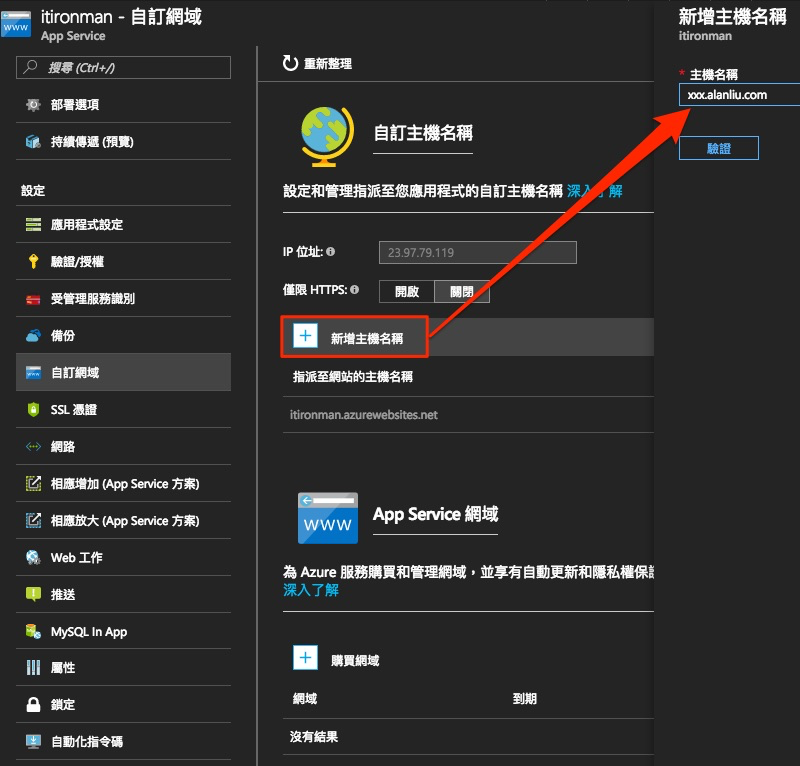 itironman - 自訂網域
App Service
搜尋 (Ctrl+/)
部署選項
持續傳遞 (預覽)
設定
應用程式設定
驗證/授權
受管理服務識別
備份
自訂網域
SSL 憑證
網路
相應增加 (App Service 方案)
相應放大 (App Service 方案)
Web 工作
推送
MySQL In App
屬性
鎖定
自動化指令碼
重新整理
自訂主機名稱
設定和管理指派至您應用程式的自訂主機名稱 深入了解
IP 位址:
23.97.79.119
僅限 HTTPS:
開啟
關閉
新增主機名稱
指派至網站的主機名稱
itironman.azurewebsites.net
www
App Service 網域
為 Azure 服務購買和管理網域，並享有自動更新和隱私權保
深入了解
購買網域
網域 到期
沒有結果
新增主機名稱
itironman
* 主機名稱
xxx.alanliu.com
驗證